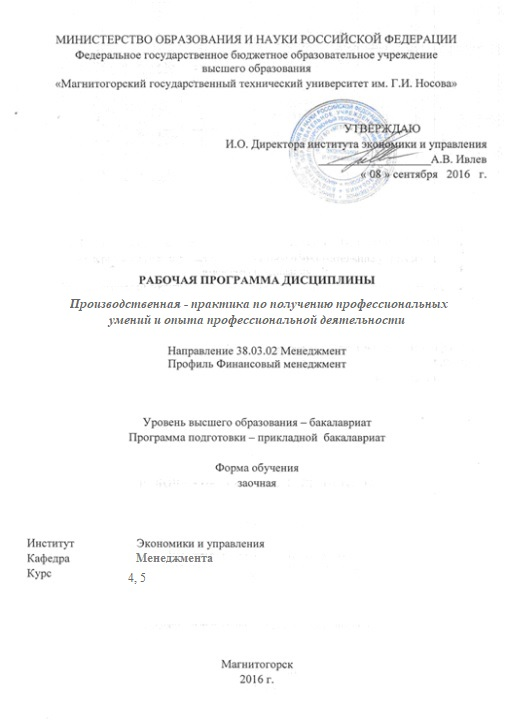 МИНИСТЕРСТВО ОБРАЗОВАНИЯ И НАУКИ РОССИЙСКОЙ ФЕДЕРАЦИИ
Федеральное государственное бюджетное образовательное учреждение
высшего образования
«Магнитогорский государственный технический университет им. Г.И. Носова»
УТВЕРЖДАЮ
И.О. Директора института экономики и управления
А.В. Ивлев
« 08 » сентября 2016 г.
РАБОЧАЯ ПРОГРАММА ДИСЦИПЛИНЫ
Производственная - практика по получению профессиональных
умений и опыта профессиональной деятельности
Направление 38.03.02 Менеджмент
Профиль Финансовый менеджмент
Уровень высшего образования – бакалавриат
Программа подготовки – прикладной бакалавриат
Форма обучения
заочная
Институт Экономики и управления
Кафедра Менеджмента
Курс 4, 5
Магнитогорск
2016 г.